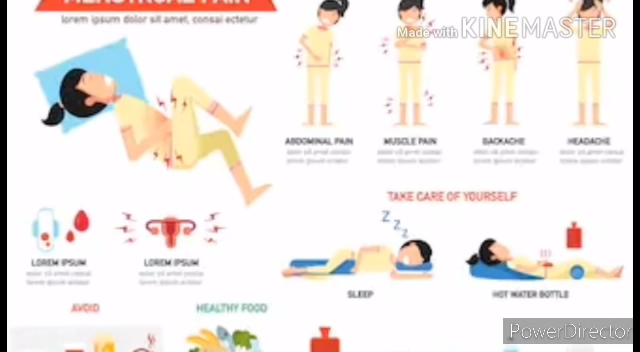 MENSTRUAL PAIN
lorem ipsum dolor sit amet, consai ectetur
Made with KINEMASTER
ABDOMINAL PAIN
MUSCLE PAIN
BACKACHE
HEADACHE
TAKE CARE OF YOURSELF
Z Z Z
LOREM IPSUM
LOREM IPSUM
SLEEP
HOT WATER BOTTLE
AVOID
HEALTHY FOOD
PowerDirector